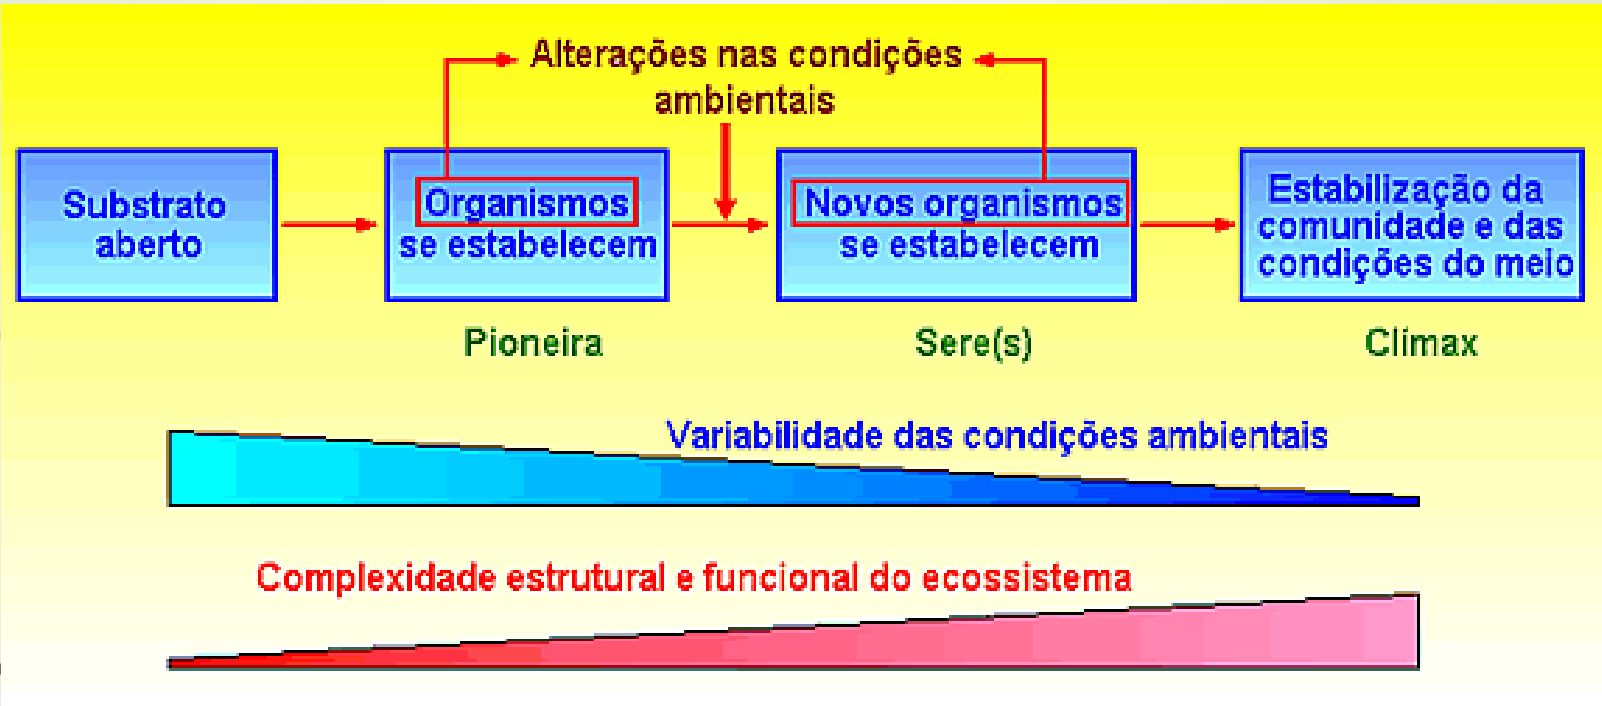 Alterações nas condições
ambientais
Substrato
aberto
Organismos
se estabelecem
Novos organismos
se estabelecem
Estabilização da
comunidade e das
condições do meio
Pioneira
Sere(s)
Clímax
Variabilidade das condições ambientais
Complexidade estrutural e funcional do ecossistema